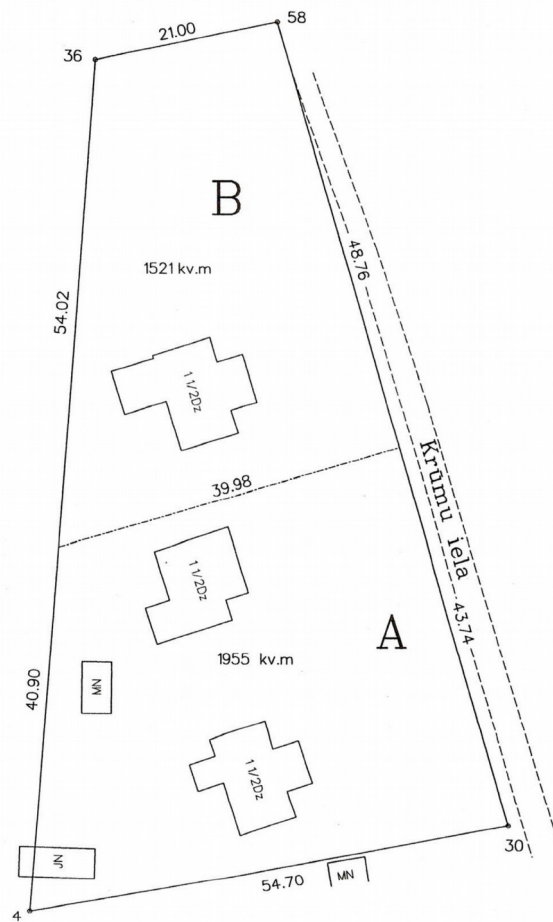 58
21.00
36
B
1521 kv.m
48.76
54.02
1 1/2Dz
Krūmu iela
39.98
1 1/2Dz
43.74
A
1955 kv.m
40.90
MN
1 1/2Dz
30
JN
54.70
MN
4